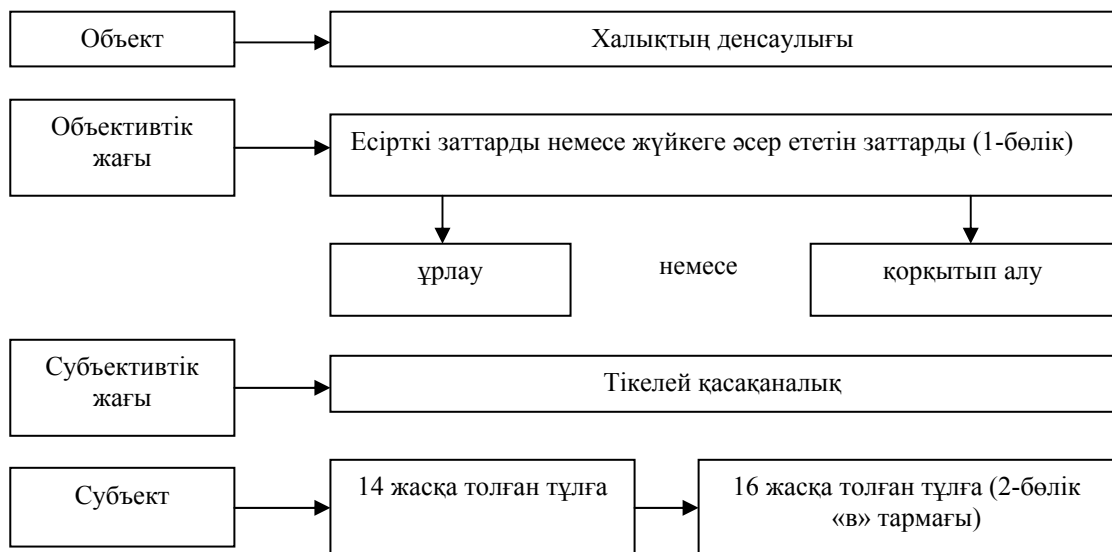 Объект
Халықтың денсаулығы
Объективтік
жағы
Есірткі заттарды немесе жүйкеге әсер ететін заттарды (1-бөлік)
ұрлау
немесе
қорқытып алу
Субъективтік
жағы
Тікелей қасақаналық
Субъект
14 жасқа толған тұлға
16 жасқа толған тұлға (2-бөлік
«в» тармағы)